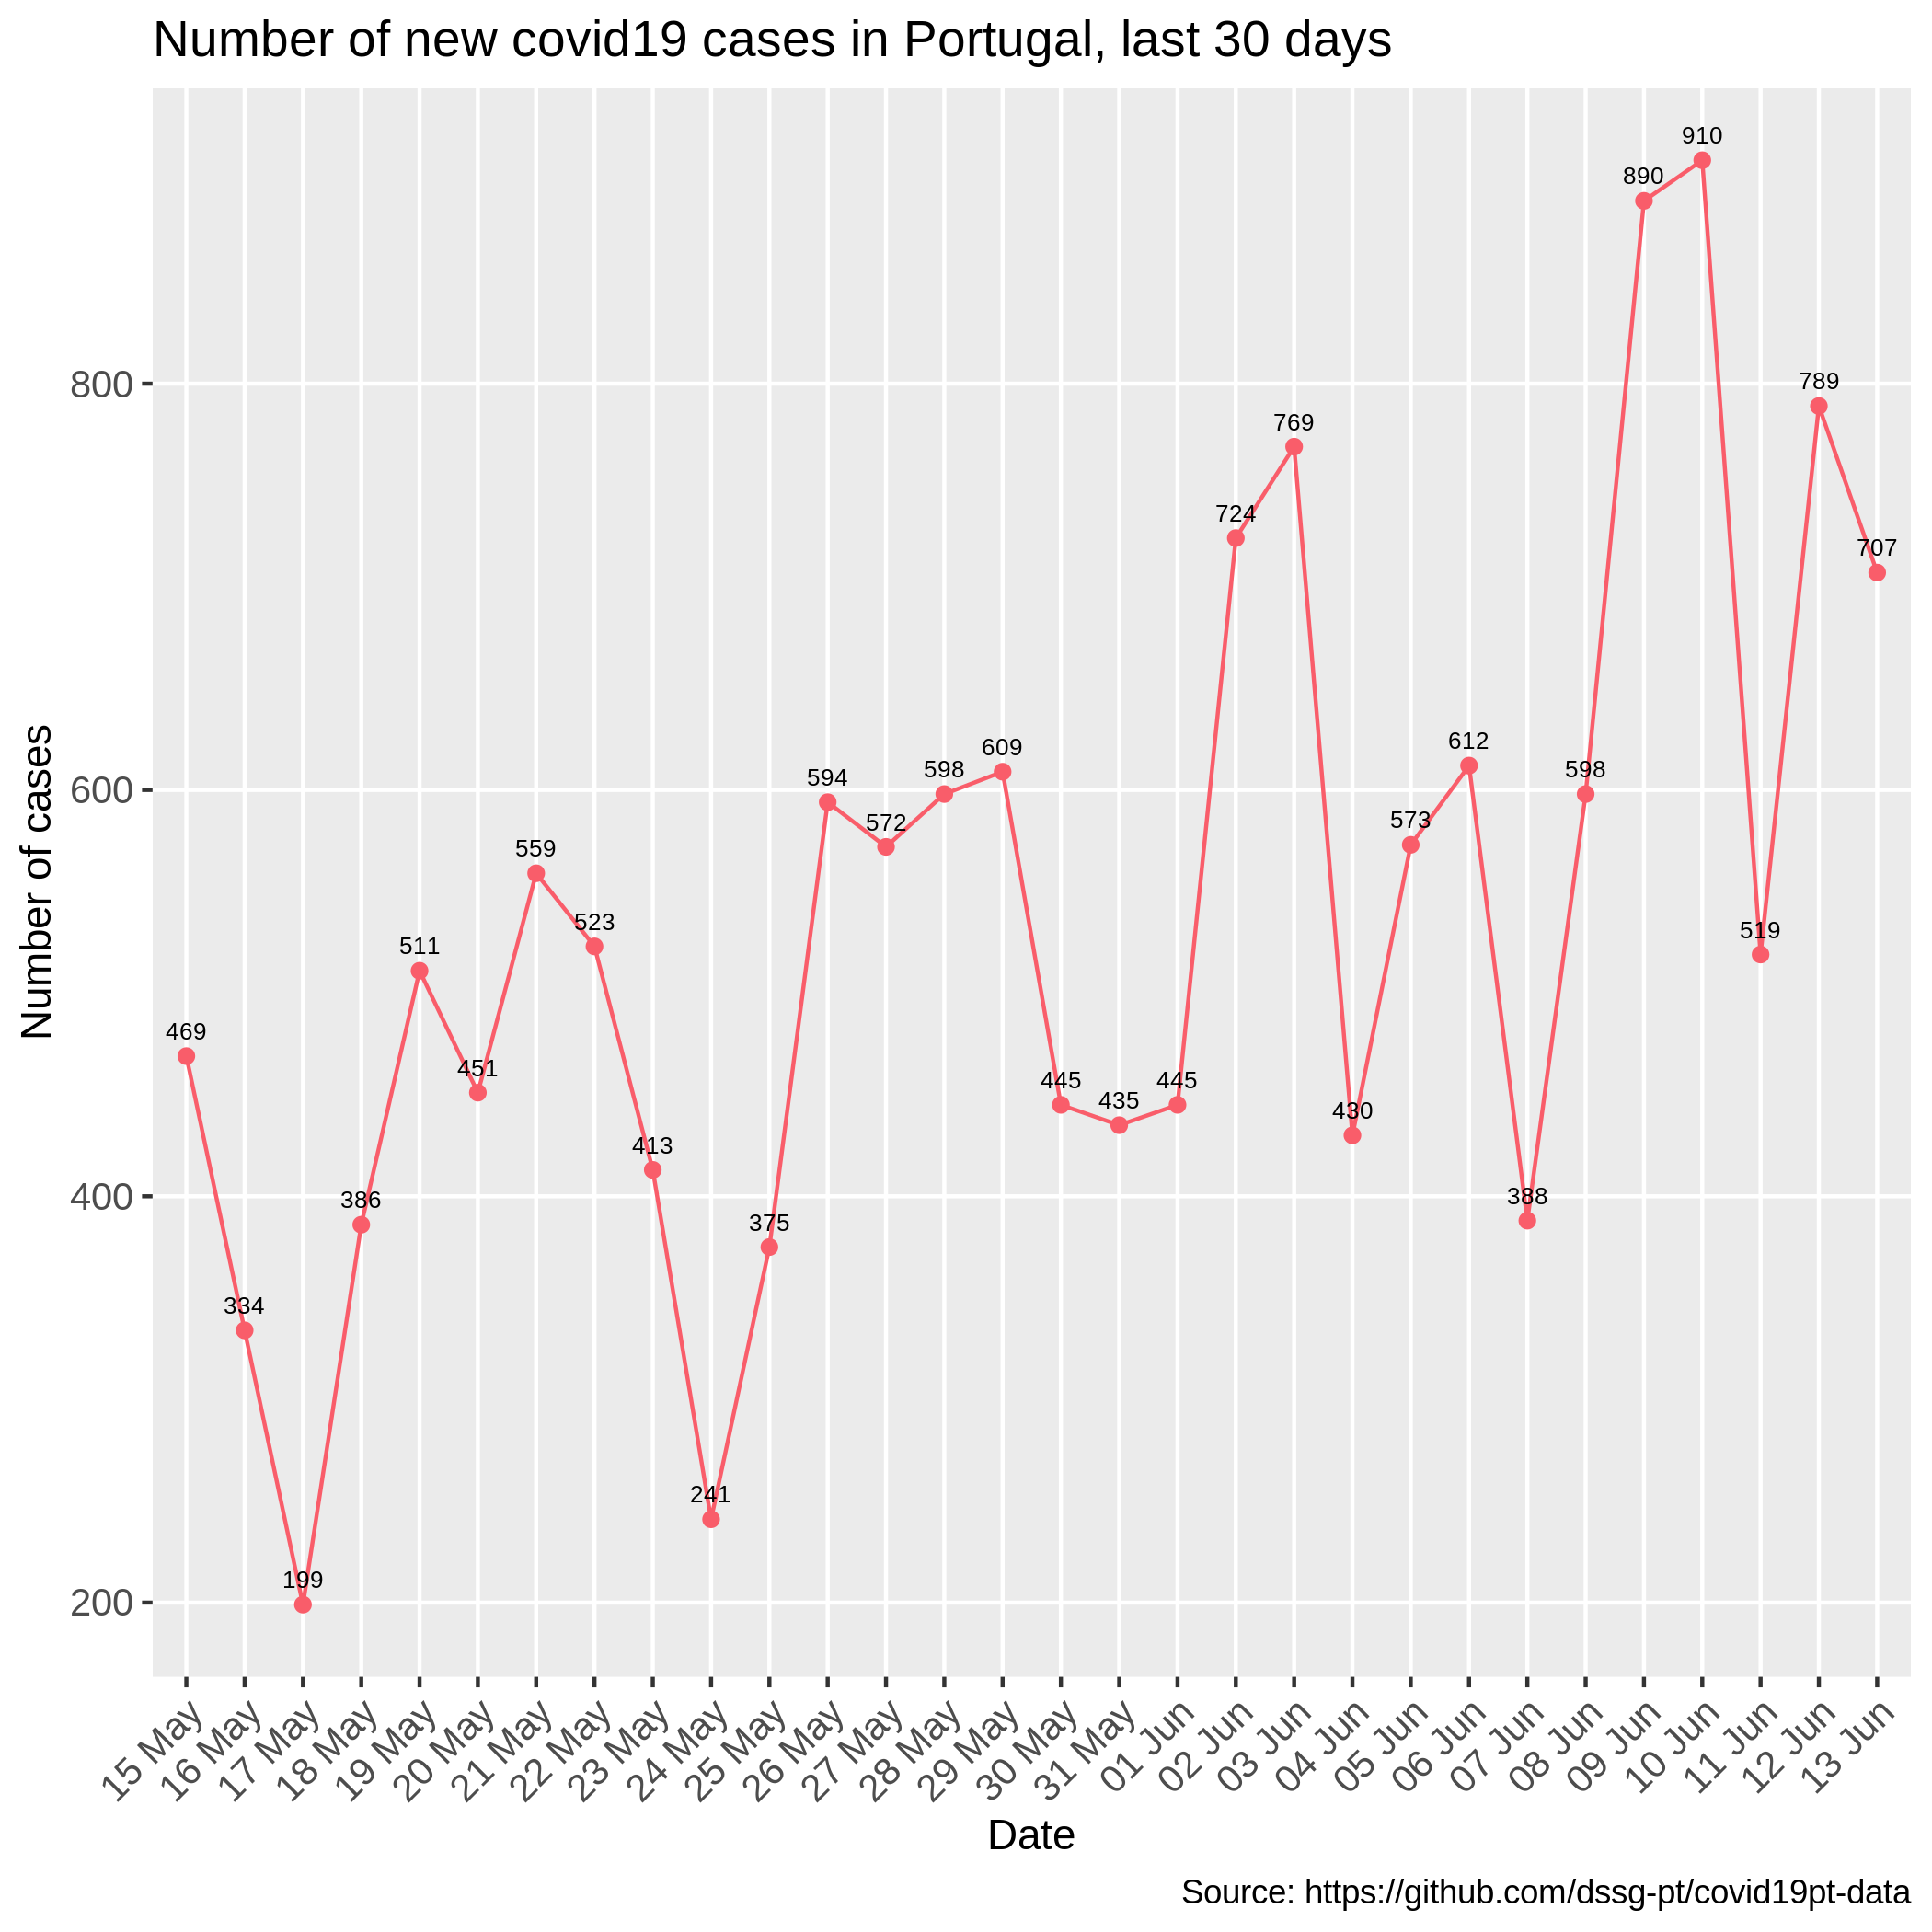 Number of new covid19 cases in Portugal, last 30 days
910
890
800
789
769
724
707
Number of cases
612
609
600
598
598
594
573
572
559
523
519
511
469
451
445
445
435
430
413
400
388
386
375
334
241
200
199
15 May
16 May
17 May
18 May
19 May
20 May
21 May
22 May
23 May
24 May
25 May
26 May
27 May
28 May
29 May
30 May
31 May
01 Jun
02 Jun
03 Jun
04 Jun
05 Jun
06 Jun
07 Jun
08 Jun
09 Jun
10 Jun
11 Jun
12 Jun
13 Jun
Date
Source: https://github.com/dssg-pt/covid19pt-data